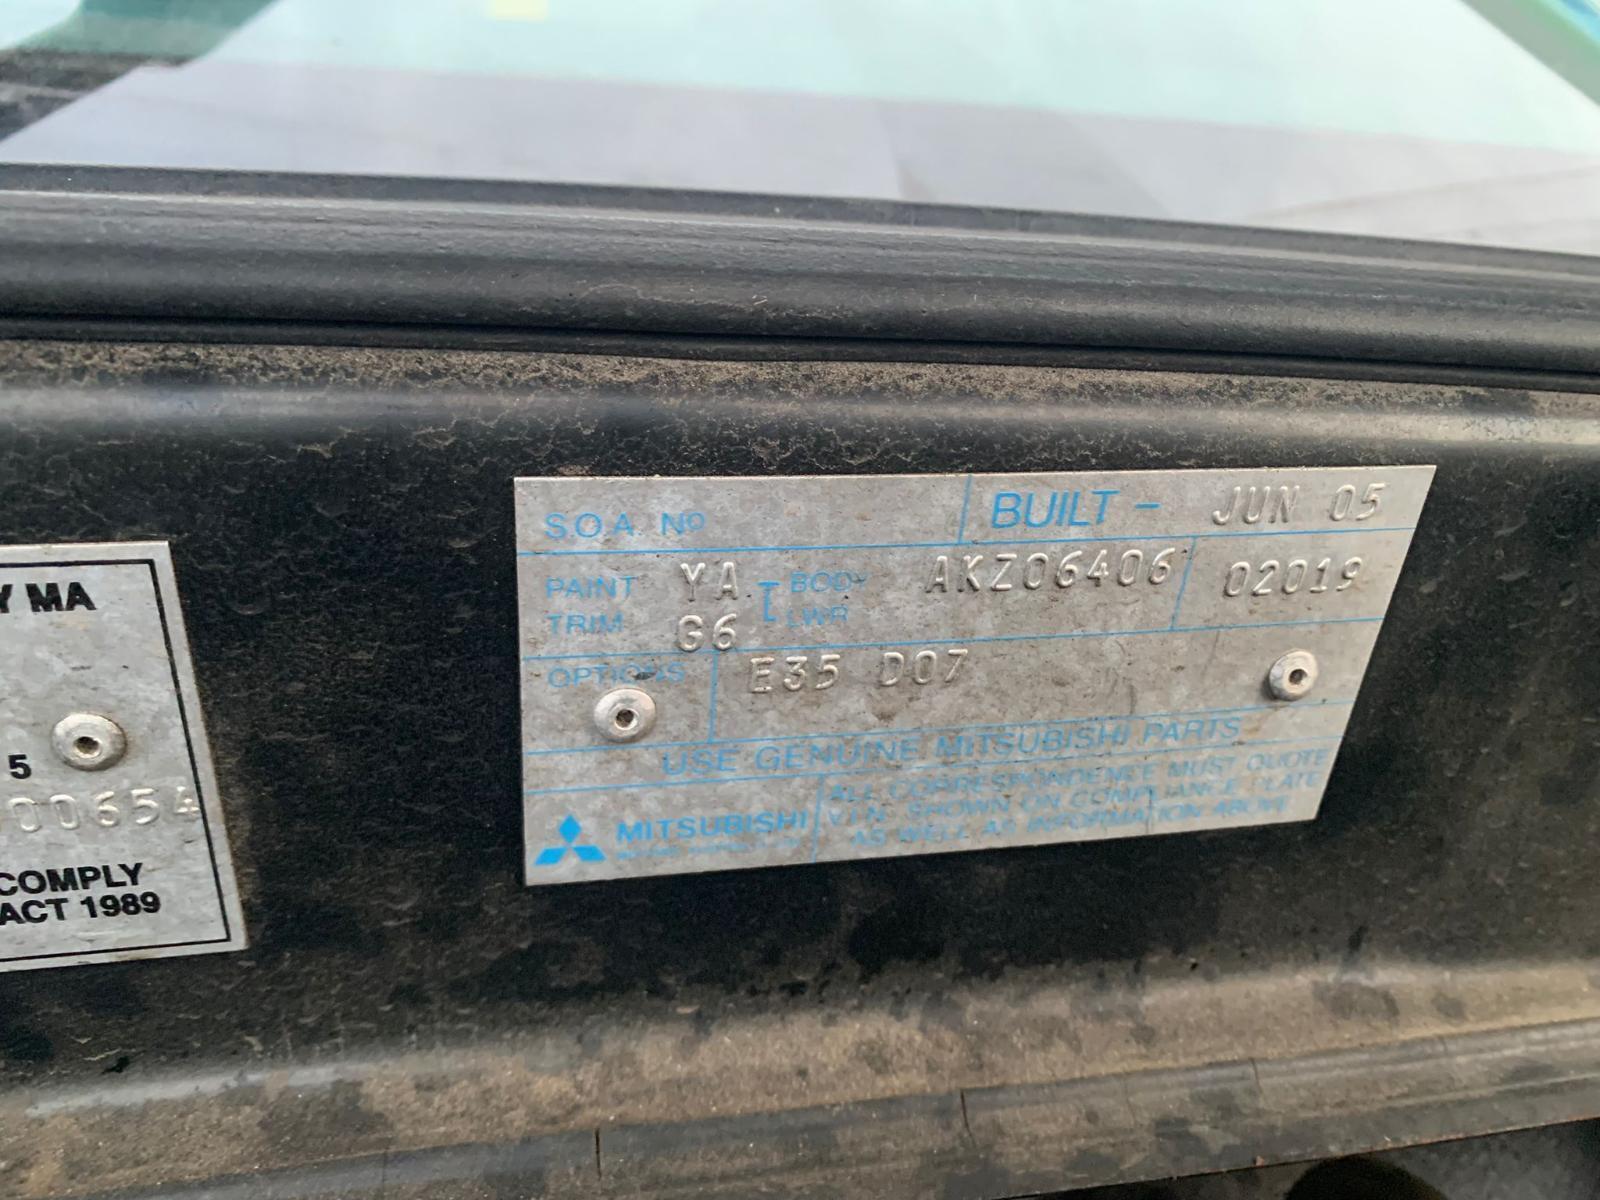 Y MA
5
00654
COMPLY
ACT 1989
S.O.A. No
BUILT - JUN 05
PAINT YA BODY AKZ06406 02019
TRIM G6 LWR
OPTIONS E35 D07
USE GENUINE MITSUBISHI PARTS
MITSUBISHI
ALL CORRESPONDENCE MUST QUOTE
V.I.N. SHOWN ON COMPLIANCE PLATE
AS WELL AS INFORMATION ABOVE